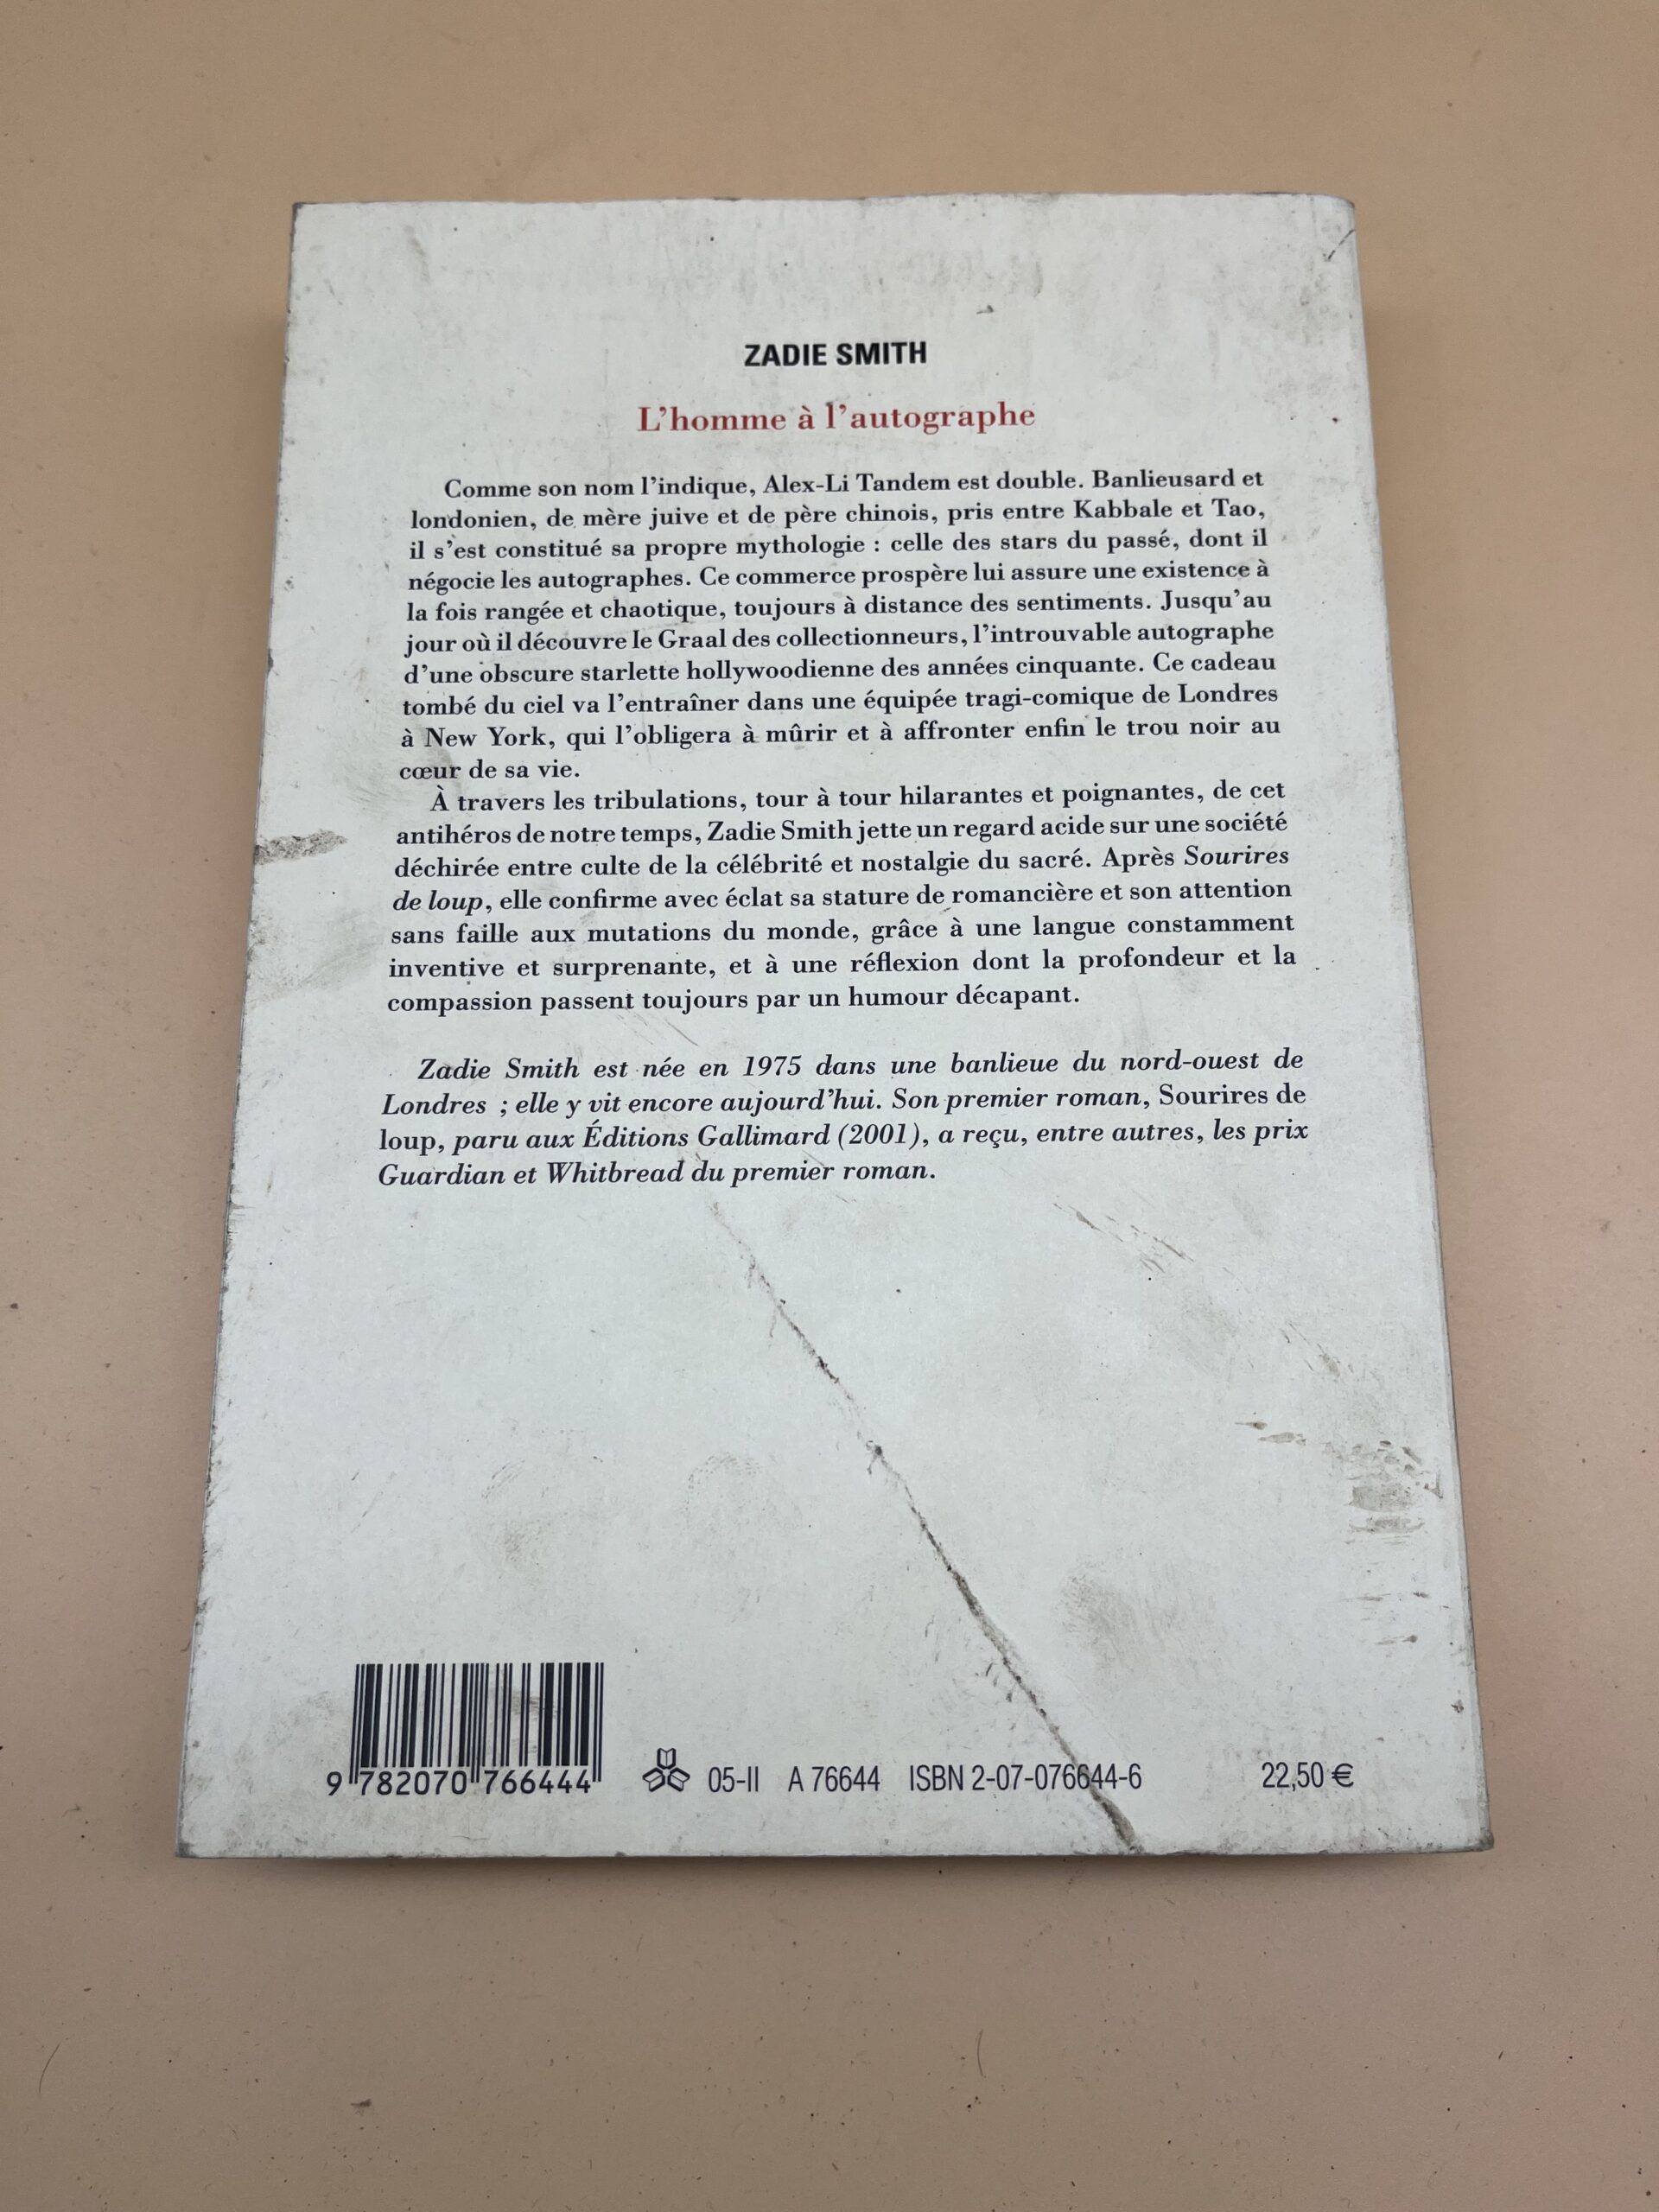 ZADIE SMITH
L'homme à l'autographe
Comme son nom l'indique, Alex-Li Tandem est double. Banlieusard et
londonien, de mère juive et de père chinois, pris entre Kabbale et Tao,
il s'est constitué sa propre mythologie : celle des stars du passé, dont il
négocie les autographes. Ce commerce prospère lui assure une existence à
la fois rangée et chaotique, toujours à distance des sentiments. Jusqu'au
jour où il découvre le Graal des collectionneurs, l'introuvable autographe
d'une obscure starlette hollywoodienne des années cinquante. Ce cadeau
tombé du ciel va l'entraîner dans une équipée tragi-comique de Londres
à New York, qui l'obligera à mûrir et à affronter enfin le trou noir au
cœur de sa vie.
À travers les tribulations, tour à tour hilarantes et poignantes, de cet
antihéros de notre temps, Zadie Smith jette un regard acide sur une société
déchirée entre culte de la célébrité et nostalgie du sacré. Après Sourires
de loup, elle confirme avec éclat sa stature de romancière et son attention
sans faille aux mutations du monde, grâce à une langue constamment
inventive et surprenante, et à une réflexion dont la profondeur et la
compassion passent toujours par un humour décapant.
Zadie Smith est née en 1975 dans une banlieue du nord-ouest de
Londres ; elle y vit encore aujourd'hui. Son premier roman, Sourires de
loup, paru aux Éditions Gallimard (2001), a reçu, entre autres, les prix
Guardian et Whitbread du premier roman.
9 782070 766444
05-II A 76644 ISBN 2-07-076644-6 22,50 €